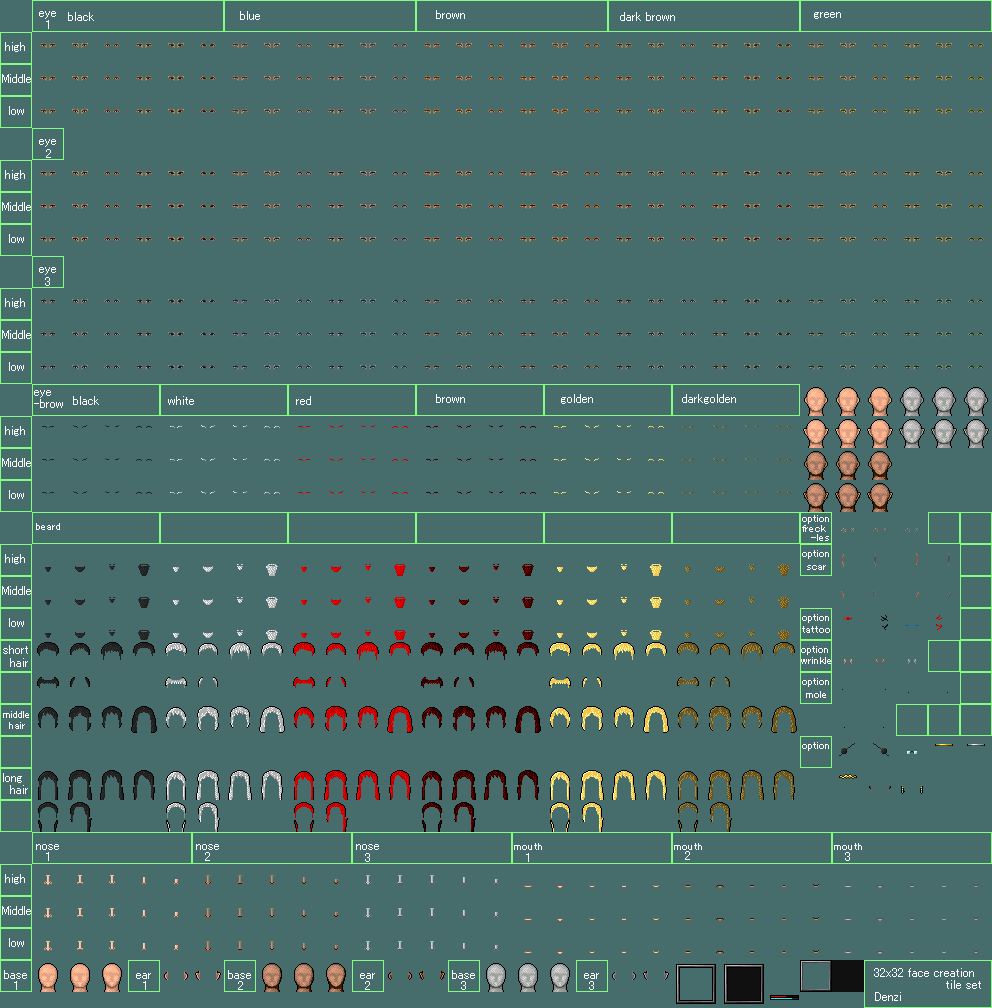 eye
1
black
blue
brown
dark brown
green
high
Middle
low
eye
2
high
Middle
low
eye
3
high
Middle
low
eye
-brow
black
white
red
brown
golden
darkgolden
high
Middle
low
beard
option
freck
-les
high
option
scar
Middle
low
option
tattoo
short
hair
option
wrinkle
option
mole
middle
hair
option
long
hair
nose
1
nose
2
nose
3
mouth
1
mouth
2
mouth
3
high
Middle
low
base
1
ear
1
base
2
ear
2
base
3
ear
3
32x32 face creation
tile set
Denzi